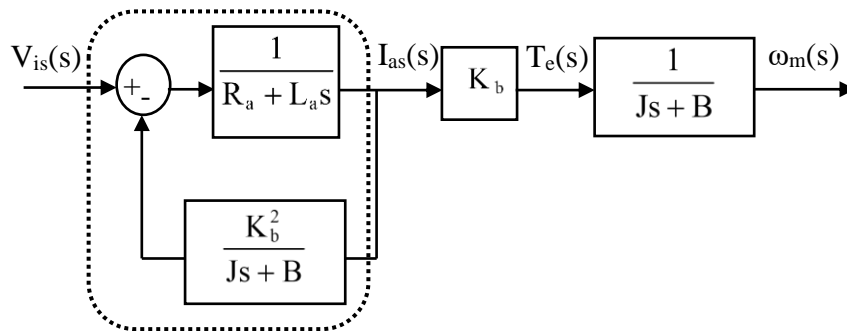 V_is(s)
+
-
1
R_a + L_a s
I_as(s)
K_b
T_e(s)
1
Js + B
ω_m(s)
K_b^2
Js + B